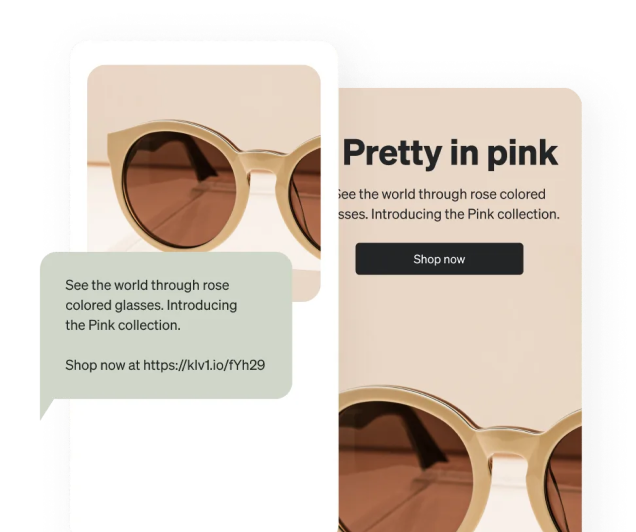 Pretty in pink
See the world through rose colored
glasses. Introducing the Pink collection.
Shop now
See the world through rose
colored glasses. Introducing
the Pink collection.
Shop now at https://klv1.io/fYh29